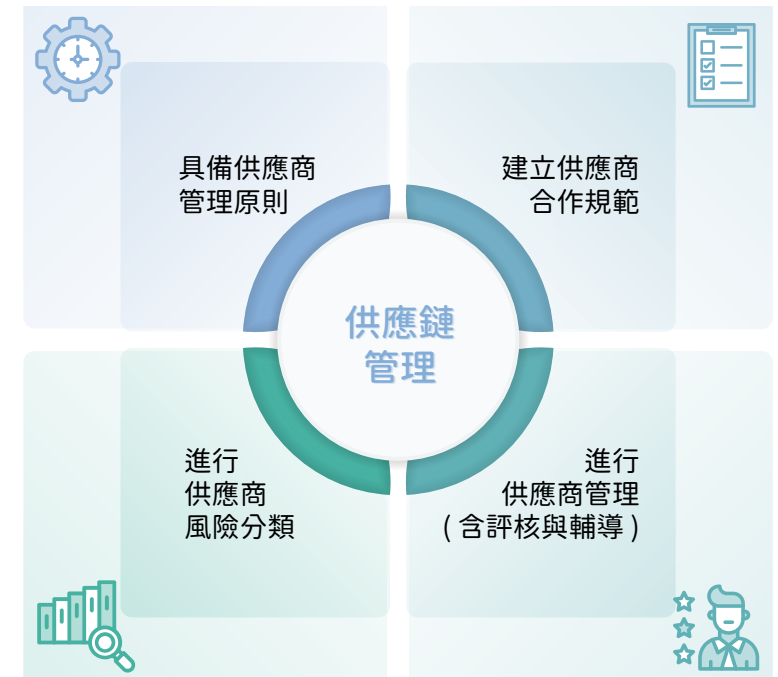 具備供應商
管理原則
建立供應商
合作規範
供應鏈
管理
進行
供應商
風險分類
進行
供應商管理
(含評核與輔導)